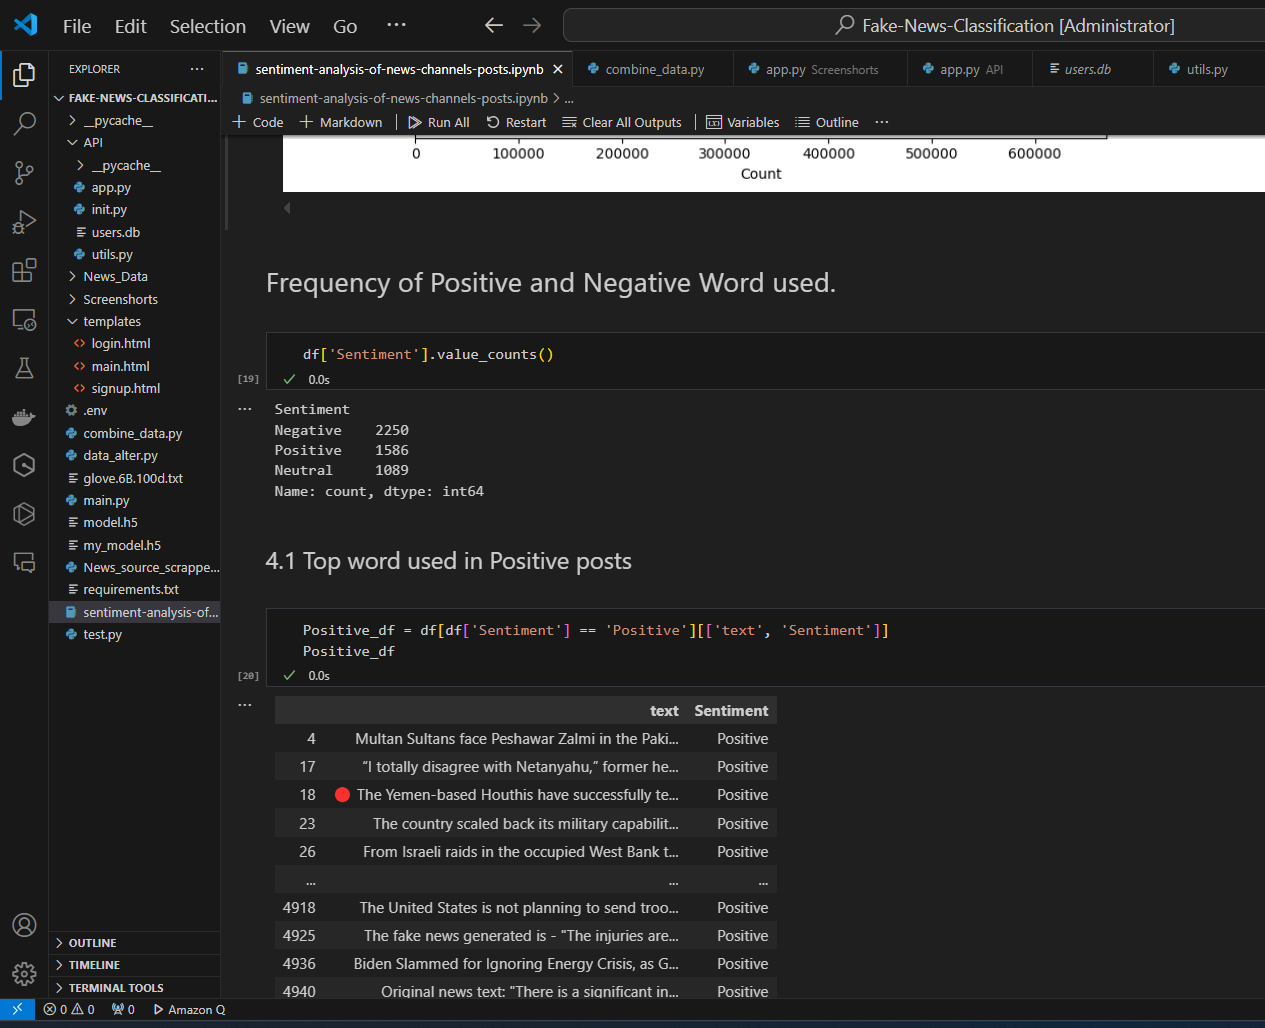 File Edit Selection View Go ··· Fake-News-Classification [Administrator]
EXPLORER ···
sentiment-analysis-of-news-channels-posts.ipynb combine_data.py app.py Screenshorts app.py API users.db utils.py
FAKE-NEWS-CLASSIFICATI...
sentiment-analysis-of-news-channels-posts.ipynb > ...
__pycache__
Code Markdown Run All Restart Clear All Outputs Variables Outline ···
API
__pycache__
app.py
init.py
users.db
utils.py
News_Data
Screenshorts
templates
login.html
main.html
signup.html
.env
combine_data.py
data_alter.py
glove.6B.100d.txt
main.py
model.h5
my_model.h5
News_source_scrappe...
requirements.txt
sentiment-analysis-of...
test.py
OUTLINE
TIMELINE
TERMINAL TOOLS
0 100000 200000 300000 400000 500000 600000
Count
Frequency of Positive and Negative Word used.
df['Sentiment'].value_counts()
[19] 0.0s
Sentiment
Negative 2250
Positive 1586
Neutral 1089
Name: count, dtype: int64
4.1 Top word used in Positive posts
Positive_df = df[df['Sentiment'] == 'Positive'][['text', 'Sentiment']]
Positive_df
[20] 0.0s
text Sentiment
4 Multan Sultans face Peshawar Zalmi in the Paki... Positive
17 “I totally disagree with Netanyahu,” former he... Positive
18 🔴 The Yemen-based Houthis have successfully te... Positive
23 The country scaled back its military capabilit... Positive
26 From Israeli raids in the occupied West Bank t... Positive
... ... ...
4918 The United States is not planning to send troo... Positive
4925 The fake news generated is - "The injuries are... Positive
4936 Biden Slammed for Ignoring Energy Crisis, as G... Positive
4940 Original news text: "There is a significant in... Positive
0 0 0 Amazon Q